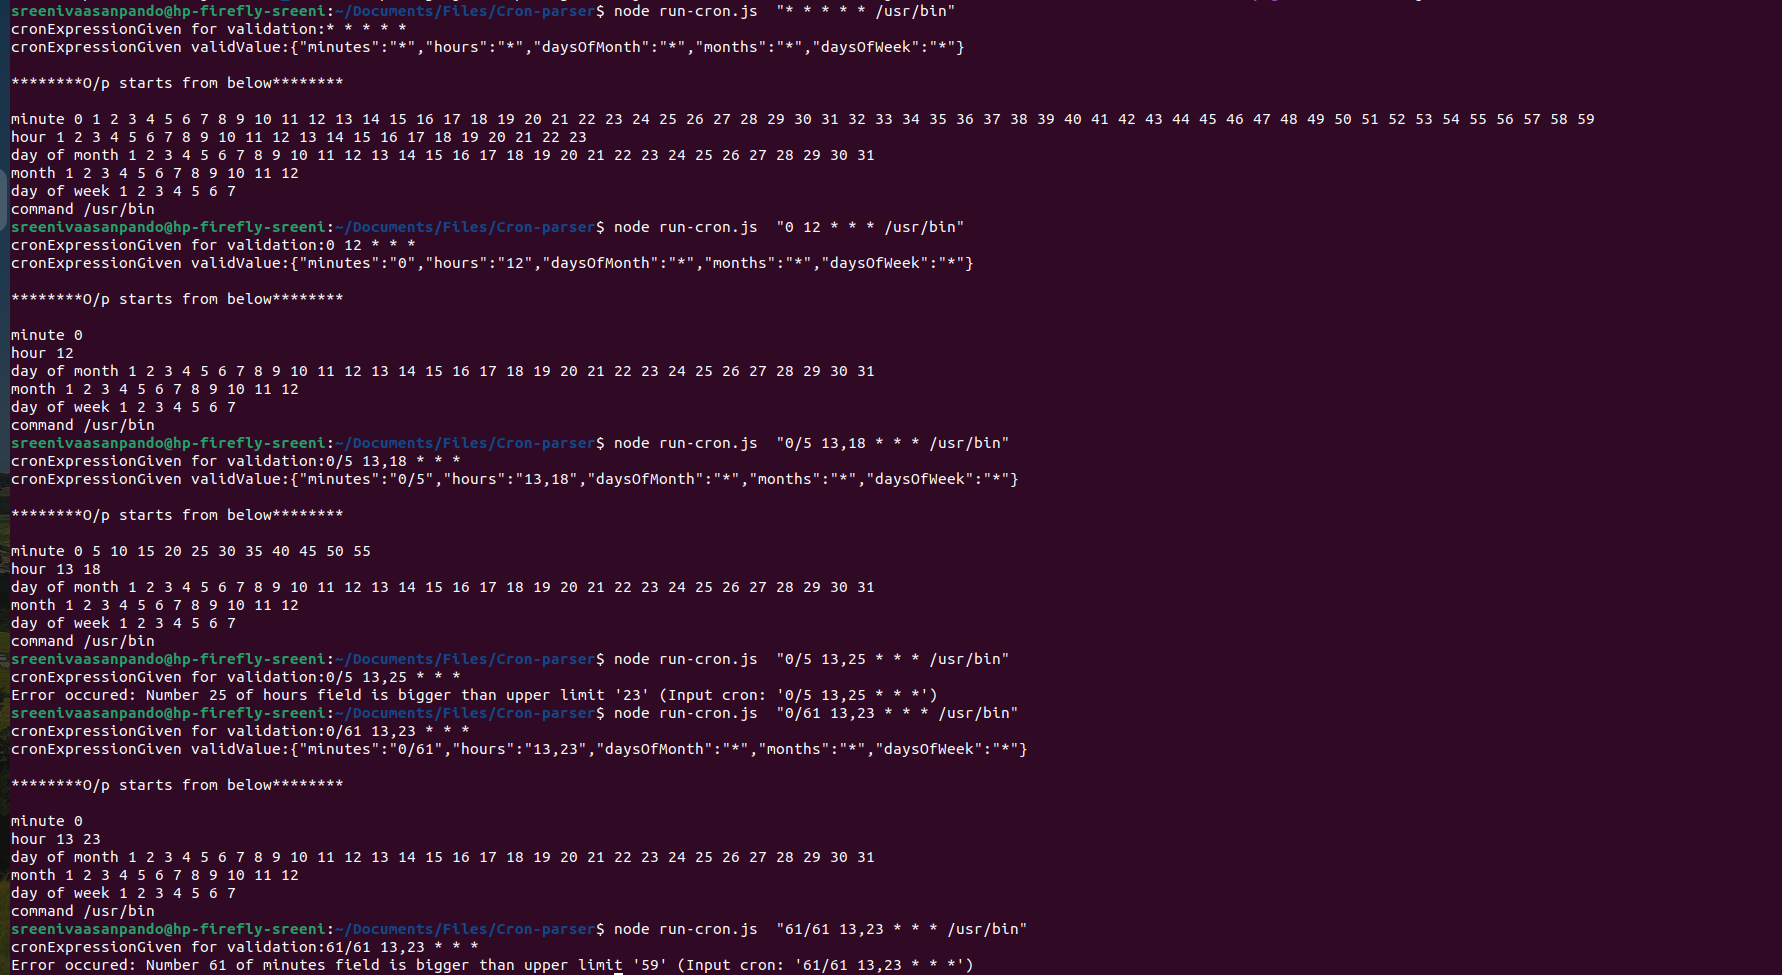 sreenivaasanpando@hp-firefly-sreeni:~/Documents/Files/Cron-parser$ node run-cron.js  "* * * * * /usr/bin"
cronExpressionGiven for validation:* * * * *
cronExpressionGiven validValue:{"minutes":"*","hours":"*","daysOfMonth":"*","months":"*","daysOfWeek":"*"}
********O/p starts from below********
minute 0 1 2 3 4 5 6 7 8 9 10 11 12 13 14 15 16 17 18 19 20 21 22 23 24 25 26 27 28 29 30 31 32 33 34 35 36 37 38 39 40 41 42 43 44 45 46 47 48 49 50 51 52 53 54 55 56 57 58 59
hour 1 2 3 4 5 6 7 8 9 10 11 12 13 14 15 16 17 18 19 20 21 22 23
day of month 1 2 3 4 5 6 7 8 9 10 11 12 13 14 15 16 17 18 19 20 21 22 23 24 25 26 27 28 29 30 31
month 1 2 3 4 5 6 7 8 9 10 11 12
day of week 1 2 3 4 5 6 7
command /usr/bin
sreenivaasanpando@hp-firefly-sreeni:~/Documents/Files/Cron-parser$ node run-cron.js  "0 12 * * * /usr/bin"
cronExpressionGiven for validation:0 12 * * *
cronExpressionGiven validValue:{"minutes":"0","hours":"12","daysOfMonth":"*","months":"*","daysOfWeek":"*"}
********O/p starts from below********
minute 0
hour 12
day of month 1 2 3 4 5 6 7 8 9 10 11 12 13 14 15 16 17 18 19 20 21 22 23 24 25 26 27 28 29 30 31
month 1 2 3 4 5 6 7 8 9 10 11 12
day of week 1 2 3 4 5 6 7
command /usr/bin
sreenivaasanpando@hp-firefly-sreeni:~/Documents/Files/Cron-parser$ node run-cron.js  "0/5 13,18 * * * /usr/bin"
cronExpressionGiven for validation:0/5 13,18 * * *
cronExpressionGiven validValue:{"minutes":"0/5","hours":"13,18","daysOfMonth":"*","months":"*","daysOfWeek":"*"}
********O/p starts from below********
minute 0 5 10 15 20 25 30 35 40 45 50 55
hour 13 18
day of month 1 2 3 4 5 6 7 8 9 10 11 12 13 14 15 16 17 18 19 20 21 22 23 24 25 26 27 28 29 30 31
month 1 2 3 4 5 6 7 8 9 10 11 12
day of week 1 2 3 4 5 6 7
command /usr/bin
sreenivaasanpando@hp-firefly-sreeni:~/Documents/Files/Cron-parser$ node run-cron.js  "0/5 13,25 * * * /usr/bin"
cronExpressionGiven for validation:0/5 13,25 * * *
Error occured: Number 25 of hours field is bigger than upper limit '23' (Input cron: '0/5 13,25 * * *')
sreenivaasanpando@hp-firefly-sreeni:~/Documents/Files/Cron-parser$ node run-cron.js  "0/61 13,23 * * * /usr/bin"
cronExpressionGiven for validation:0/61 13,23 * * *
cronExpressionGiven validValue:{"minutes":"0/61","hours":"13,23","daysOfMonth":"*","months":"*","daysOfWeek":"*"}
********O/p starts from below********
minute 0
hour 13 23
day of month 1 2 3 4 5 6 7 8 9 10 11 12 13 14 15 16 17 18 19 20 21 22 23 24 25 26 27 28 29 30 31
month 1 2 3 4 5 6 7 8 9 10 11 12
day of week 1 2 3 4 5 6 7
command /usr/bin
sreenivaasanpando@hp-firefly-sreeni:~/Documents/Files/Cron-parser$ node run-cron.js  "61/61 13,23 * * * /usr/bin"
cronExpressionGiven for validation:61/61 13,23 * * *
Error occured: Number 61 of minutes field is bigger than upper limit '59' (Input cron: '61/61 13,23 * * *')